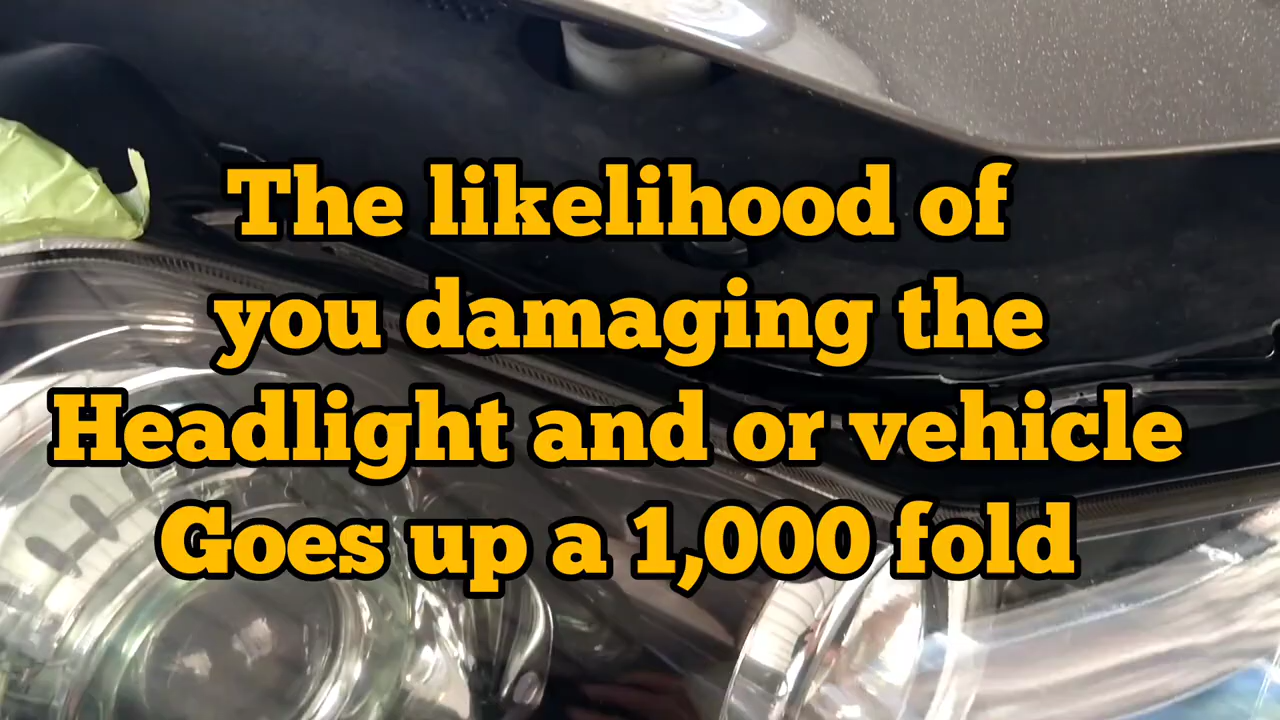 The likelihood of
you damaging the
Headlight and or vehicle
Goes up a 1,000 fold